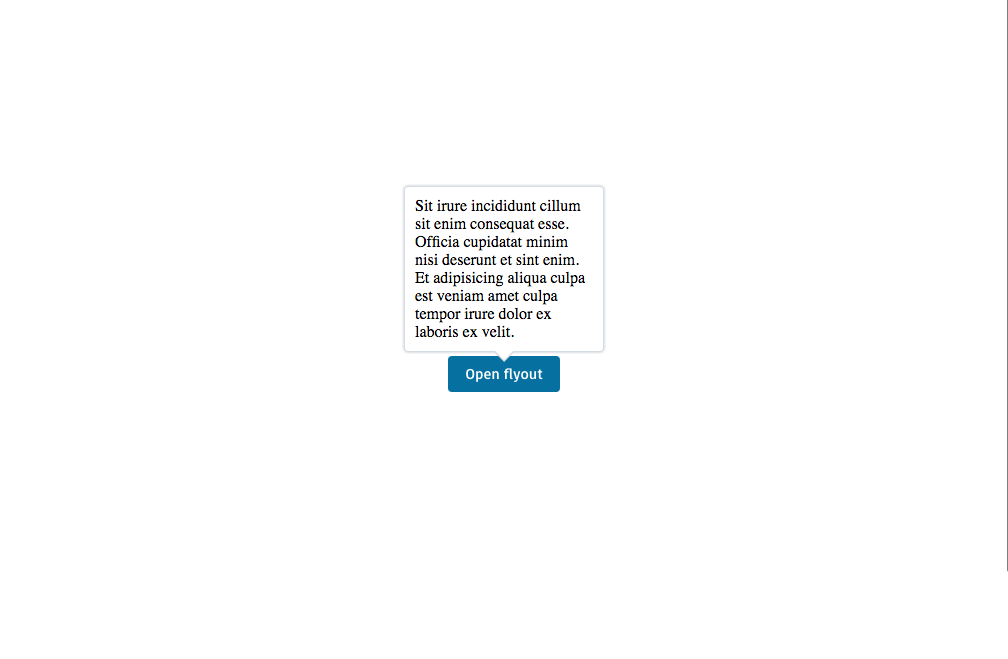 Sit irure incididunt cillum
sit enim consequat esse.
Officia cupidatat minim
nisi deserunt et sint enim.
Et adipisicing aliqua culpa
est veniam amet culpa
tempor irure dolor ex
laboris ex velit.
Open flyout